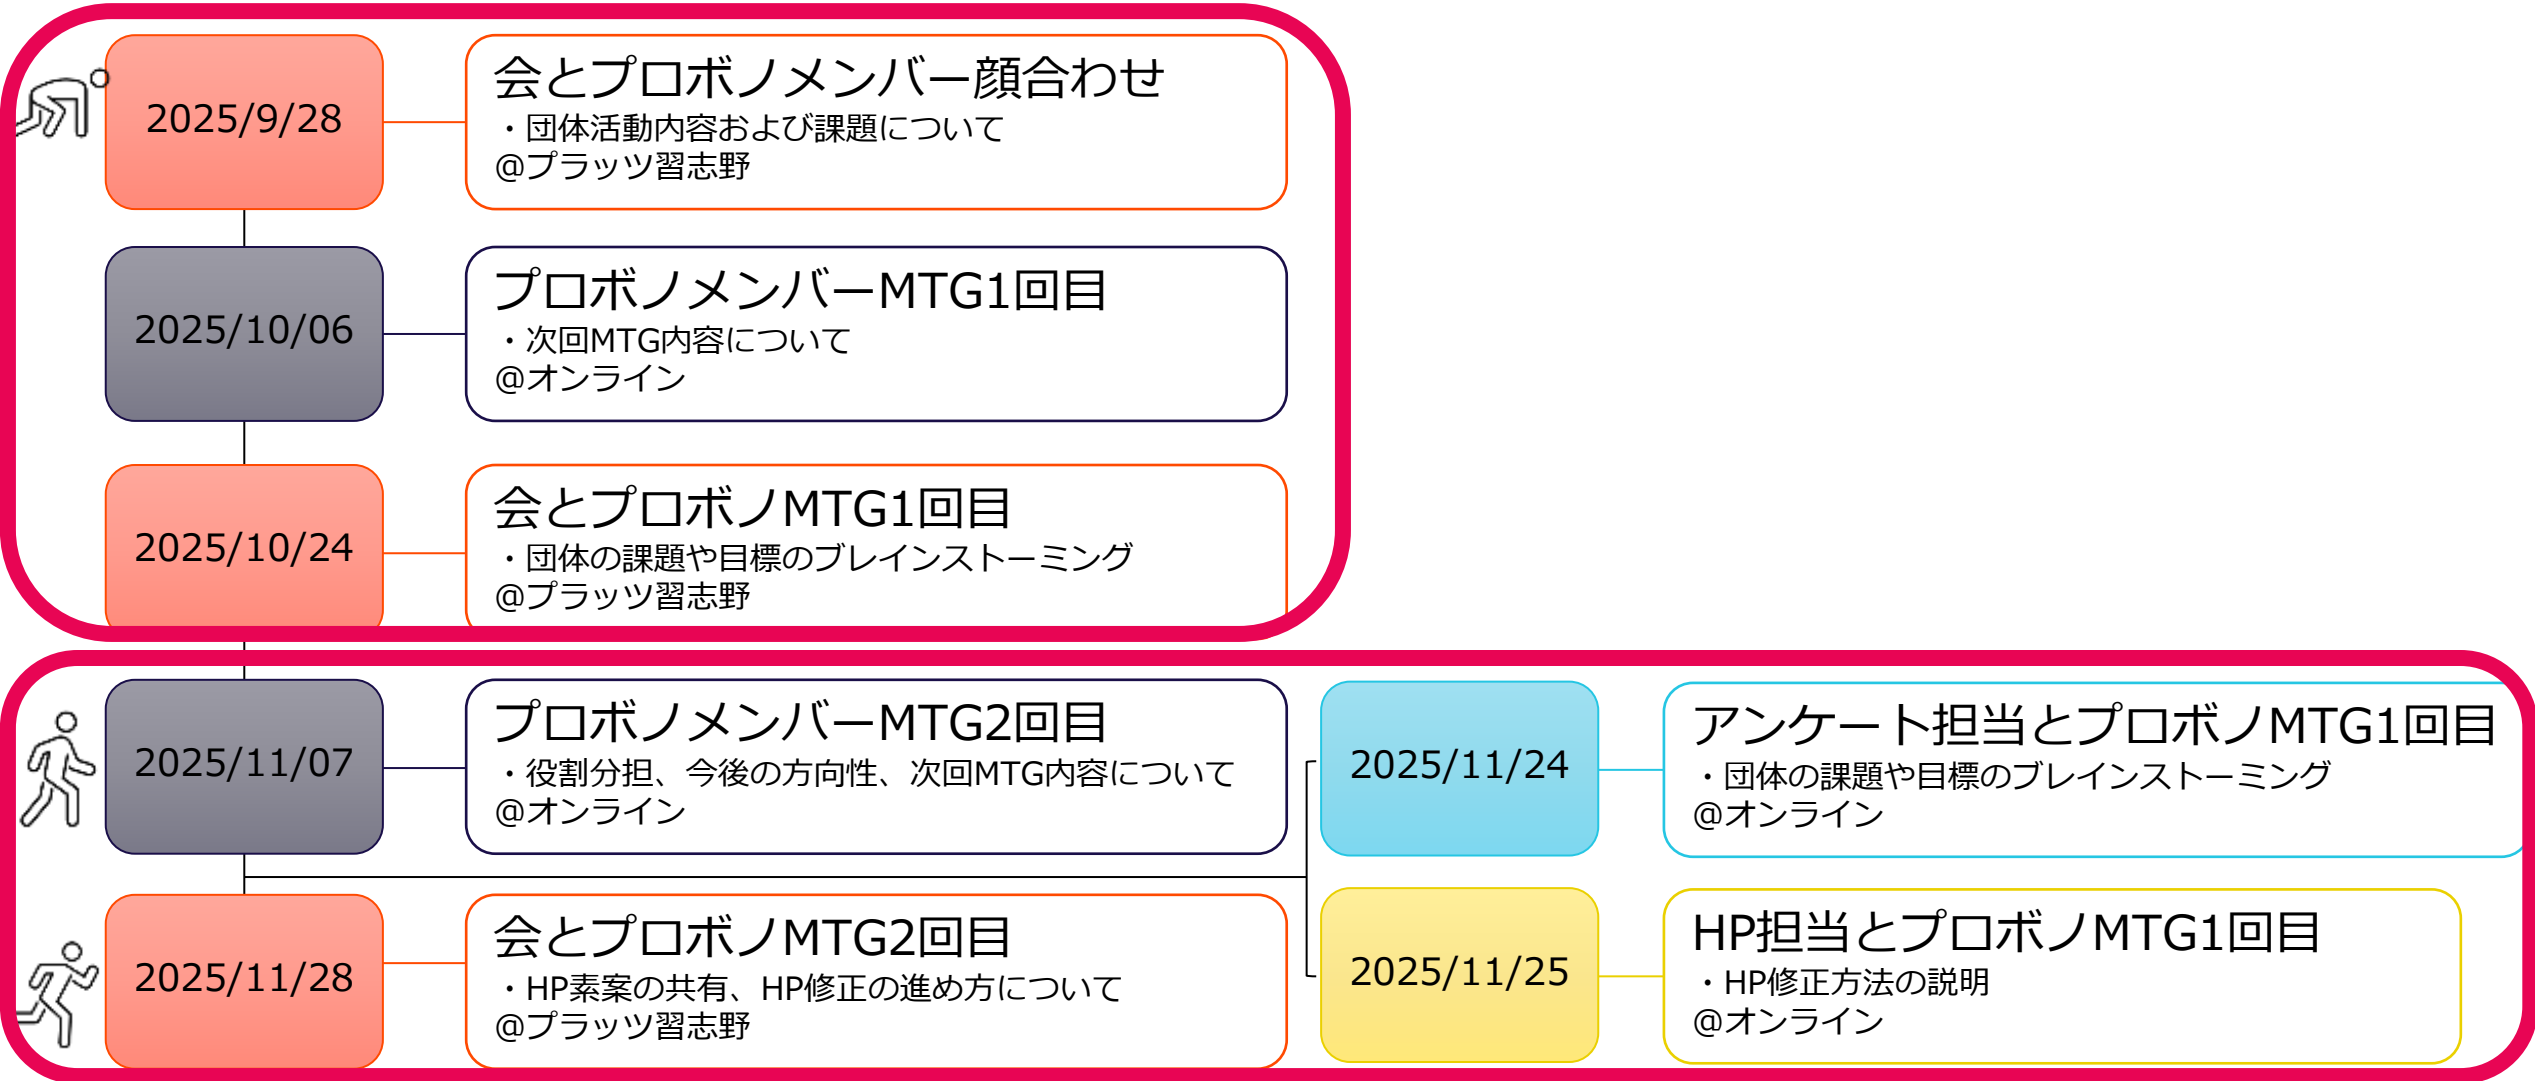 2025/9/28
会とプロボノメンバー顔合わせ
・団体活動内容および課題について
@プラッツ習志野
2025/10/06
プロボノメンバーMTG1回目
・次回MTG内容について
@オンライン
2025/10/24
会とプロボノMTG1回目
・団体の課題や目標のブレインストーミング
@プラッツ習志野
2025/11/07
プロボノメンバーMTG2回目
・役割分担、今後の方向性、次回MTG内容について
@オンライン
2025/11/24
アンケート担当とプロボノMTG1回目
・団体の課題や目標のブレインストーミング
@オンライン
2025/11/25
HP担当とプロボノMTG1回目
・HP修正方法の説明
@オンライン
2025/11/28
会とプロボノMTG2回目
・HP素案の共有、HP修正の進め方について
@プラッツ習志野